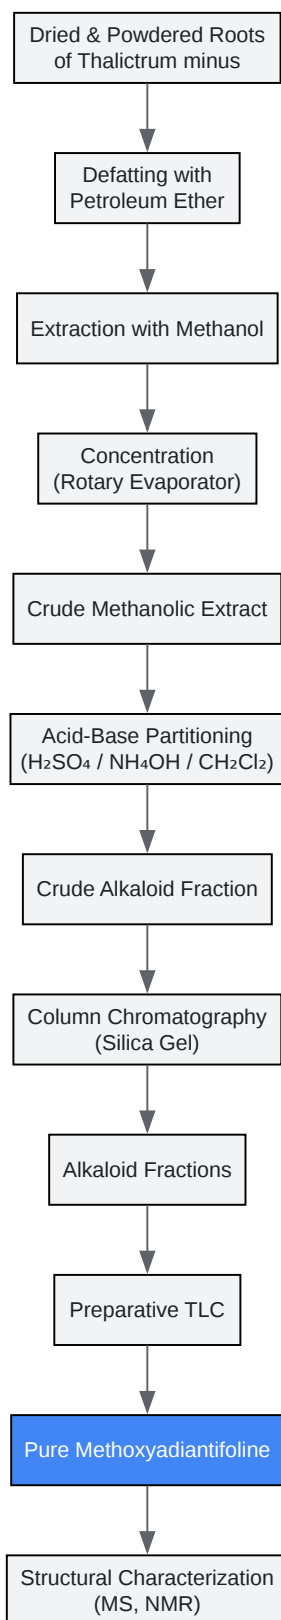 Dried & Powdered Roots
of Thalictrum minus
Defatting with
Petroleum Ether
Extraction with Methanol
Concentration
(Rotary Evaporator)
Crude Methanolic Extract
Acid-Base Partitioning
(H₂SO₄ / NH₄OH / CH₂Cl₂)
Crude Alkaloid Fraction
Column Chromatography
(Silica Gel)
Alkaloid Fractions
Preparative TLC
Pure Methoxyadiantifoline
Structural Characterization
(MS, NMR)